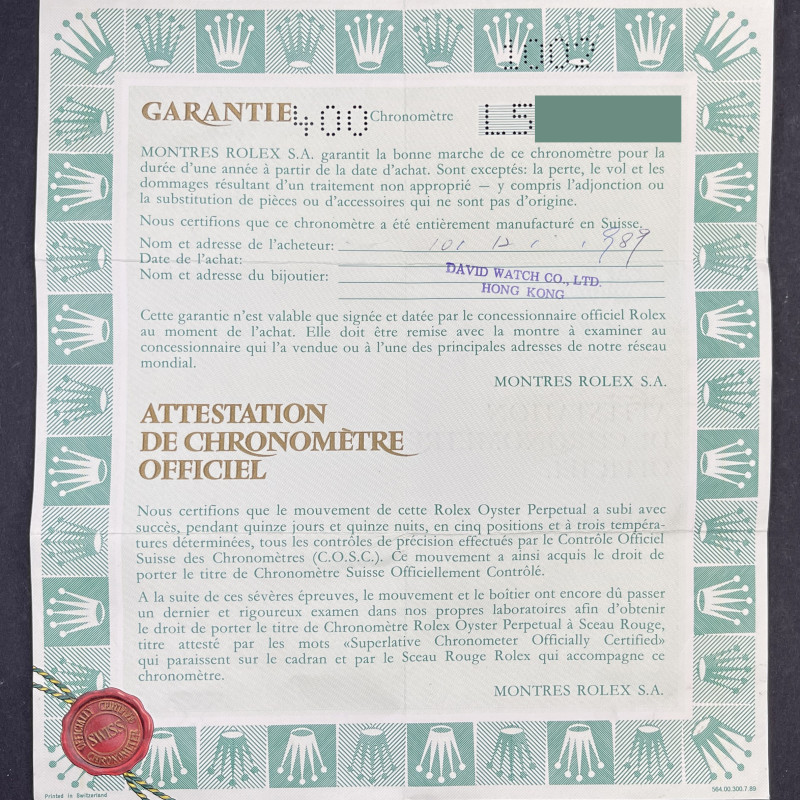 1002
GARANTIE 400 Chronomètre L5
MONTRES ROLEX S.A. garantit la bonne marche de ce chronomètre pour la
durée d'une année à partir de la date d'achat. Sont exceptés: la perte, le vol et les
dommages résultant d'un traitement non approprié – y compris l'adjonction ou
la substitution de pièces ou d'accessoires qui ne sont pas d'origine.
Nous certifions que ce chronomètre a été entièrement manufacturé en Suisse.
Nom et adresse de l'acheteur:
Date de l'achat:
Nom et adresse du bijoutier:
DAVID WATCH CO., LTD.
HONG KONG
Cette garantie n'est valable que signée et datée par le concessionnaire officiel Rolex
au moment de l'achat. Elle doit être remise avec la montre à examiner au
concessionnaire qui l'a vendue ou à l'une des principales adresses de notre réseau
mondial.
MONTRES ROLEX S.A.
ATTESTATION
DE CHRONOMÈTRE
OFFICIEL
Nous certifions que le mouvement de cette Rolex Oyster Perpetual a subi avec
succès, pendant quinze jours et quinze nuits, en cinq positions et à trois tempéra-
tures déterminées, tous les contrôles de précision effectués par le Contrôle Officiel
Suisse des Chronomètres (C.O.S.C.). Ce mouvement a ainsi acquis le droit de
porter le titre de Chronomètre Suisse Officiellement Contrôlé.
A la suite de ces sévères épreuves, le mouvement et le boîtier ont encore dû passer
un dernier et rigoureux examen dans nos propres laboratoires afin d'obtenir
le droit de porter le titre de Chronomètre Rolex Oyster Perpetual à Sceau Rouge,
titre attesté par les mots «Superlative Chronometer Officially Certified»
qui paraissent sur le cadran et par le Sceau Rouge Rolex qui accompagne ce
chronomètre.
MONTRES ROLEX S.A.
OFFICIALLY CERTIFIED
SWISS
CHRONOMETER
Printed in Switzerland
564.00.300.7.89